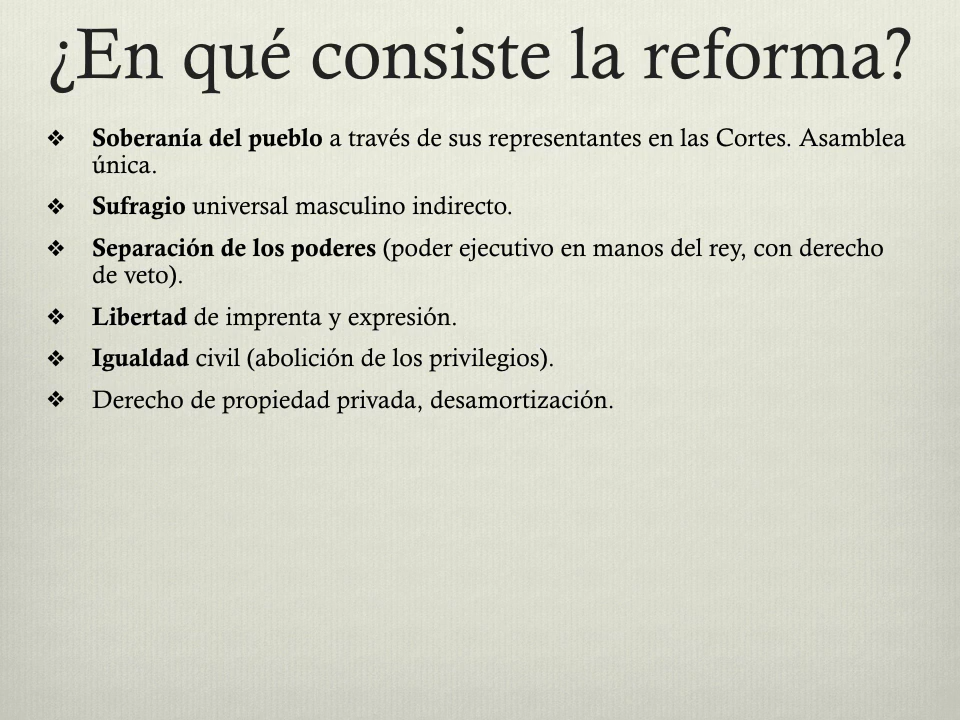 ¿En qué consiste la reforma?
❖ Soberanía del pueblo a través de sus representantes en las Cortes. Asamblea
única.
❖ Sufragio universal masculino indirecto.
❖ Separación de los poderes (poder ejecutivo en manos del rey, con derecho
de veto).
❖ Libertad de imprenta y expresión.
❖ Igualdad civil (abolición de los privilegios).
❖ Derecho de propiedad privada, desamortización.